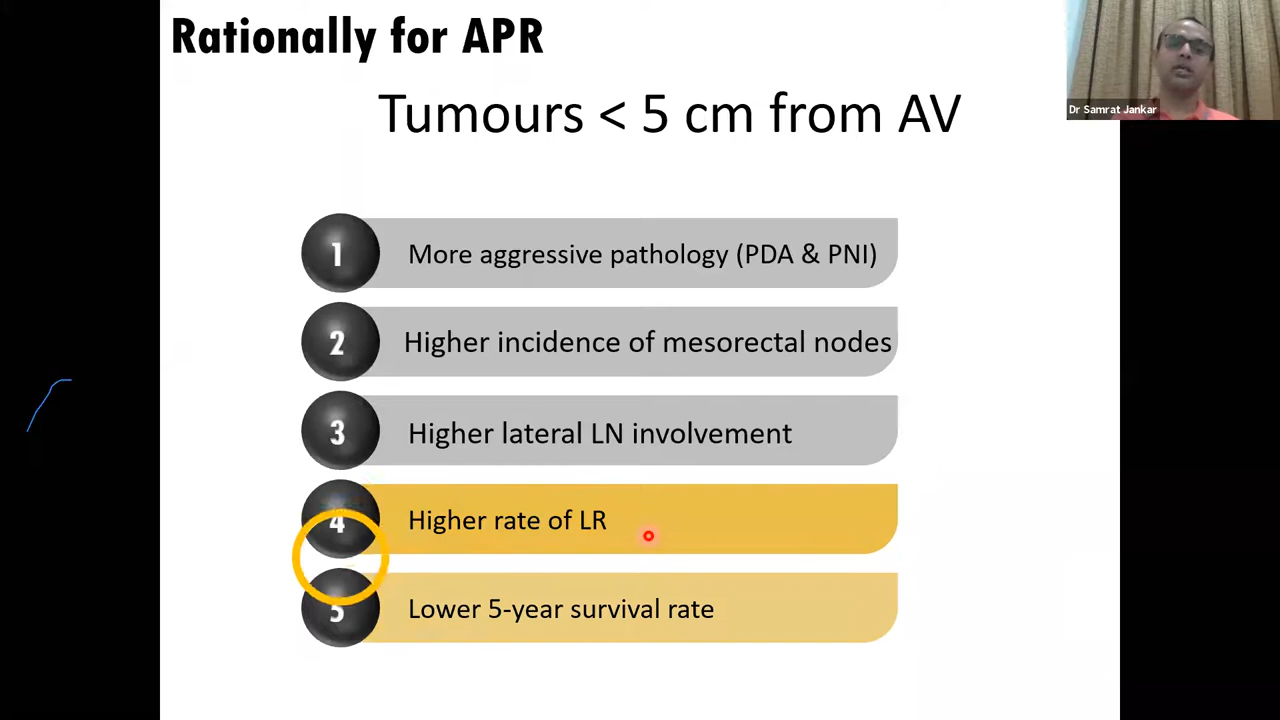 Rationally for APR
Dr Samrat Jankar
Tumours < 5 cm from AV
1 More aggressive pathology (PDA & PNI)
2 Higher incidence of mesorectal nodes
3 Higher lateral LN involvement
4 Higher rate of LR
5 Lower 5-year survival rate